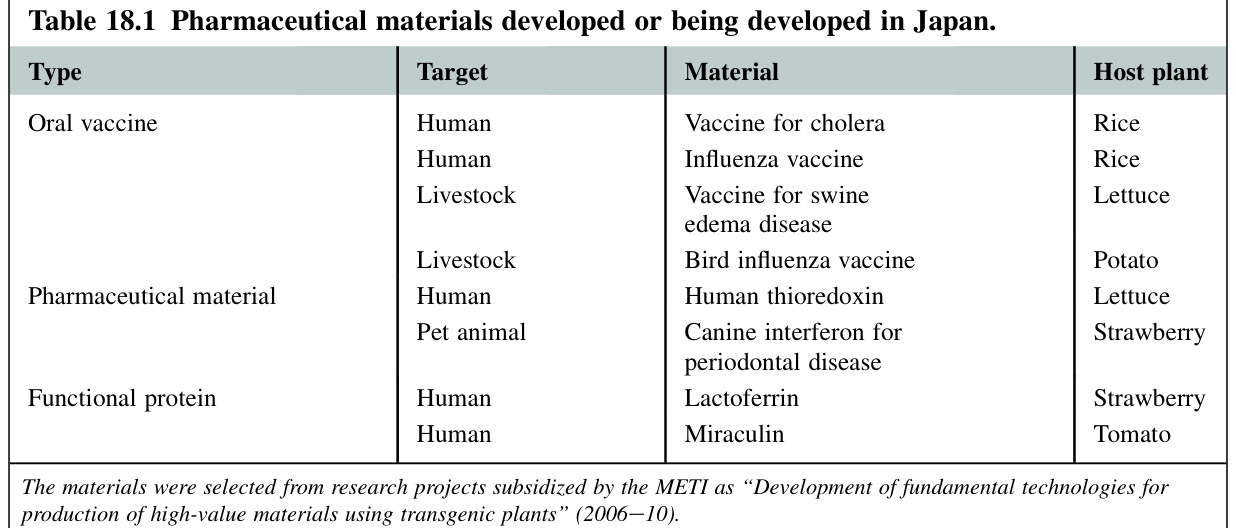 Table 18.1 Pharmaceutical materials developed or being developed in Japan.
Type Target Material Host plant
Oral vaccine Human Vaccine for cholera Rice
Human Influenza vaccine Rice
Livestock Vaccine for swine Lettuce
edema disease
Livestock Bird influenza vaccine Potato
Pharmaceutical material Human Human thioredoxin Lettuce
Pet animal Canine interferon for Strawberry
periodontal disease
Functional protein Human Lactoferrin Strawberry
Human Miraculin Tomato
The materials were selected from research projects subsidized by the METI as “Development of fundamental technologies for
production of high-value materials using transgenic plants” (2006−10).